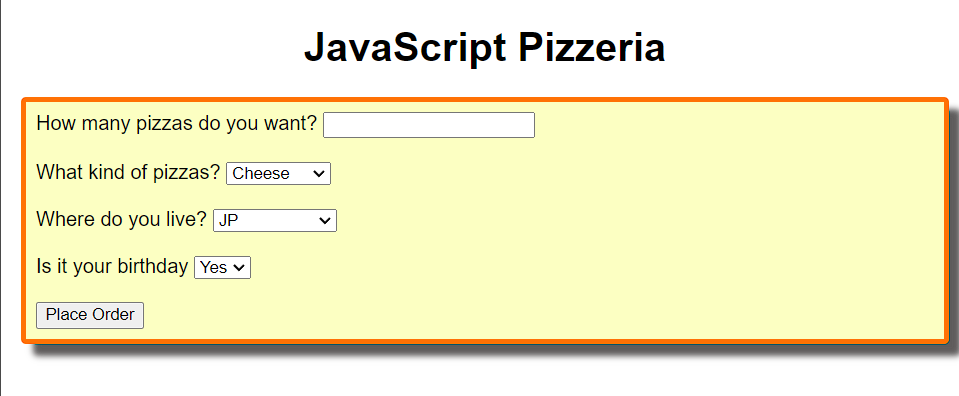 JavaScript Pizzeria
How many pizzas do you want?
What kind of pizzas? Cheese
Where do you live? JP
Is it your birthday Yes
Place Order